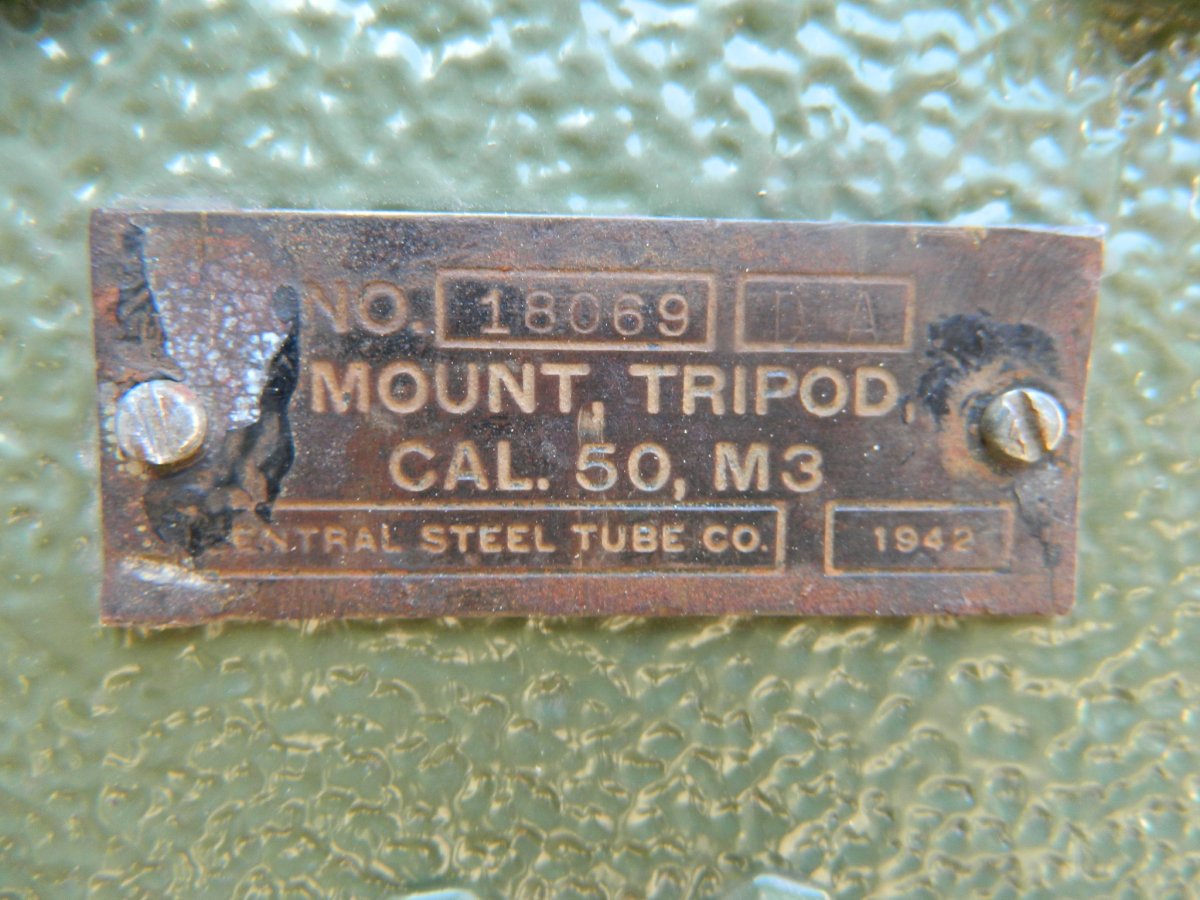 NO. 18069 D A
MOUNT, TRIPOD,
CAL. 50, M3
ENTRAL STEEL TUBE CO. 1942